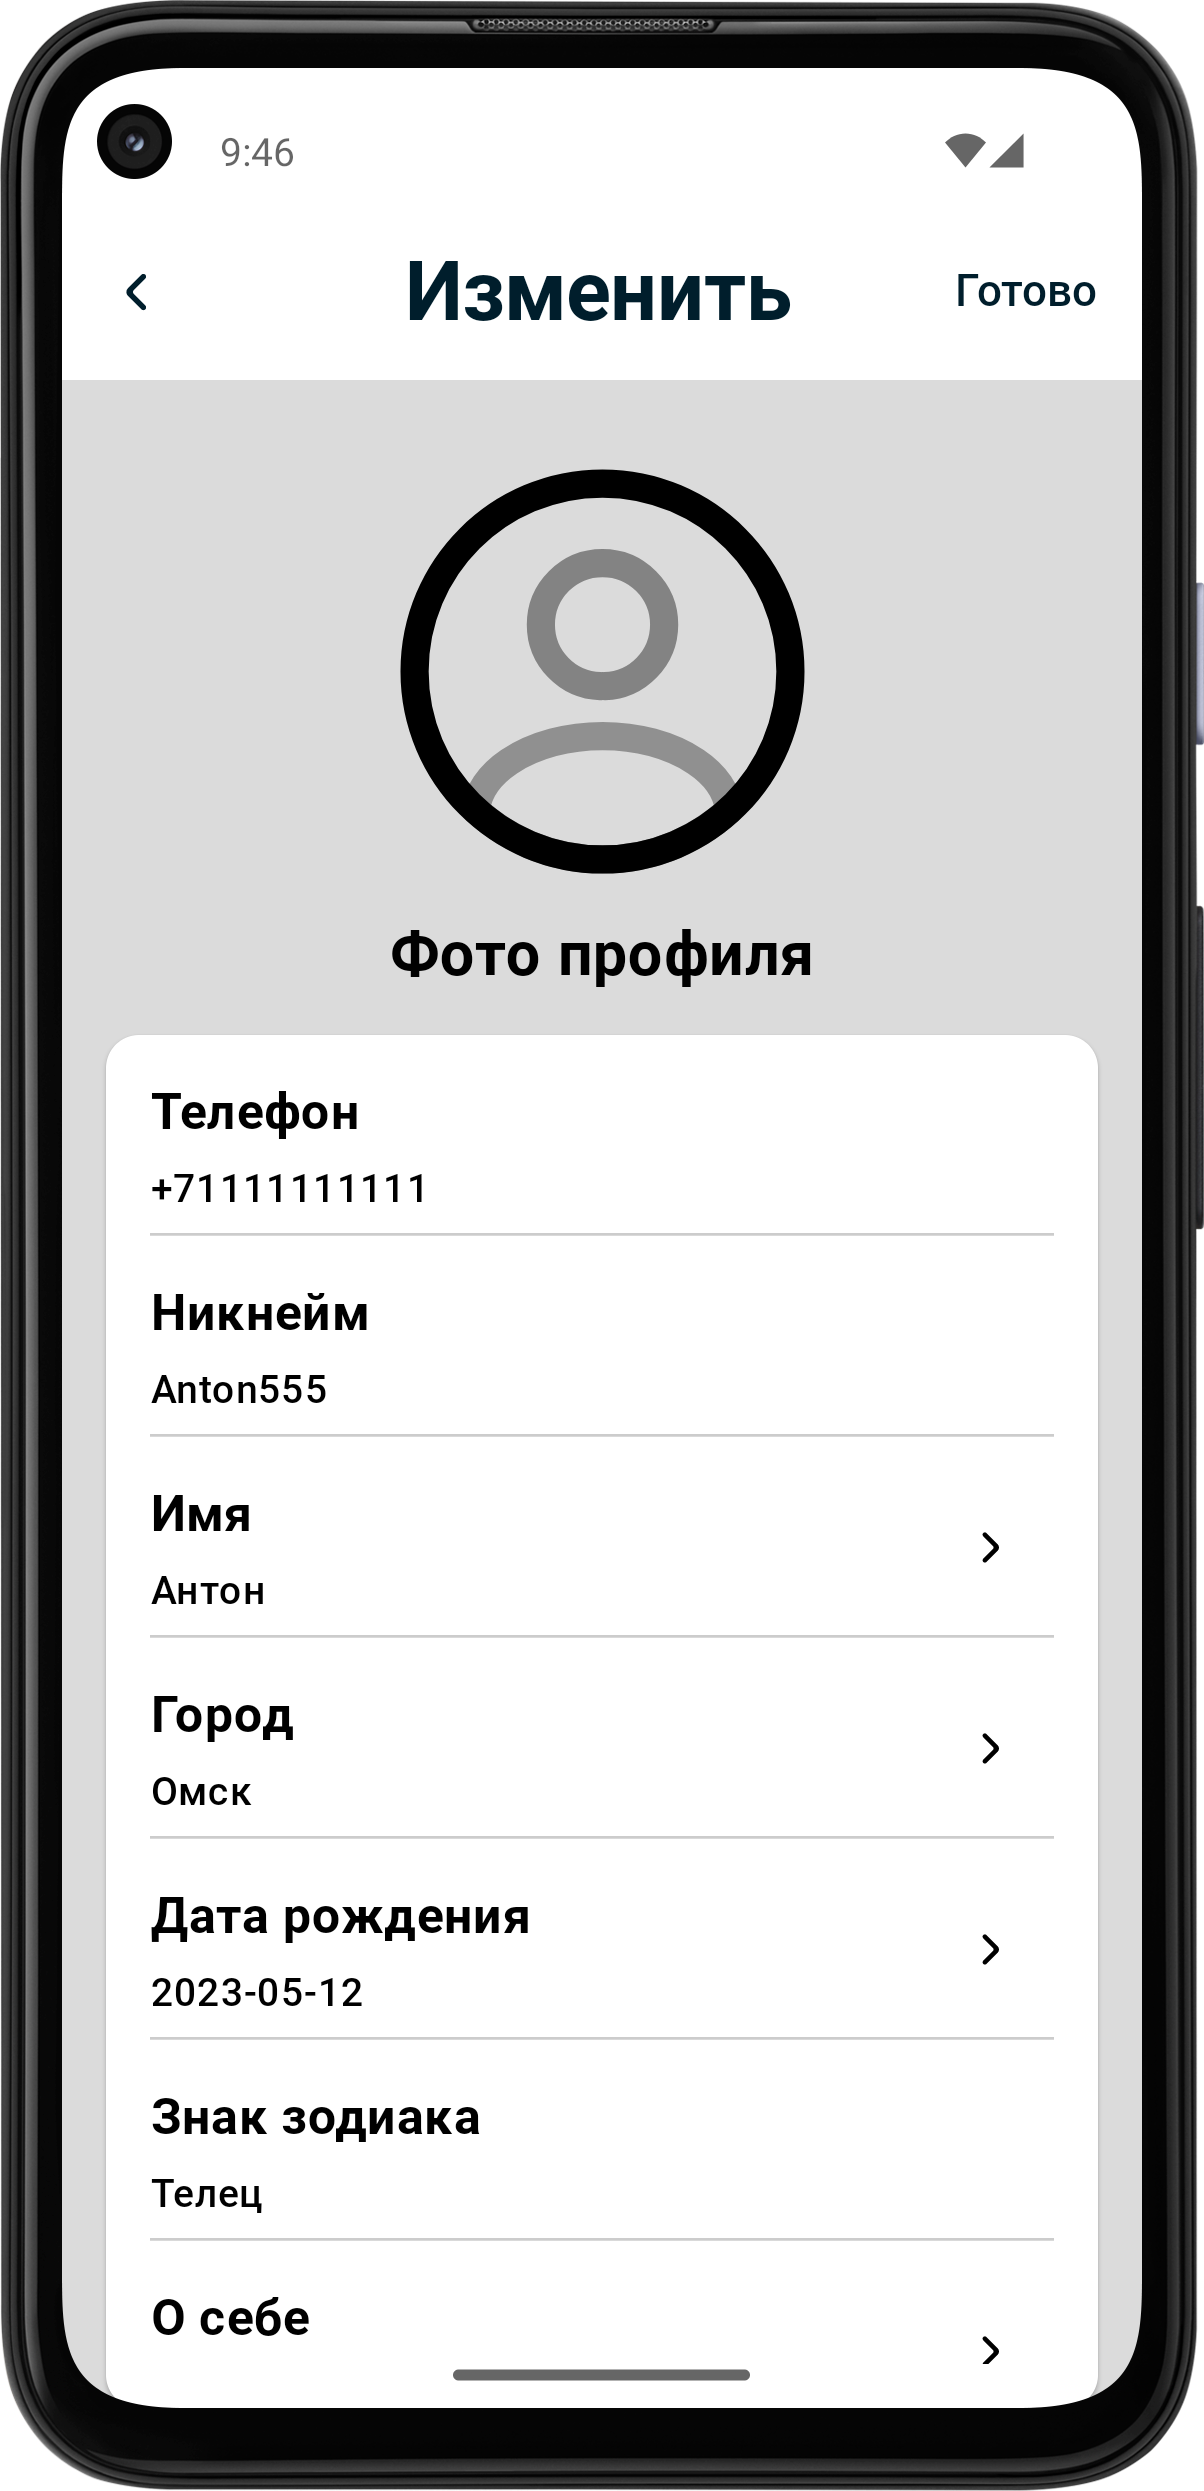 9:46
Изменить
Готово
Фото профиля
Телефон
+71111111111
Никнейм
Anton555
Имя
Антон
Город
Омск
Дата рождения
2023-05-12
Знак зодиака
Телец
О себе